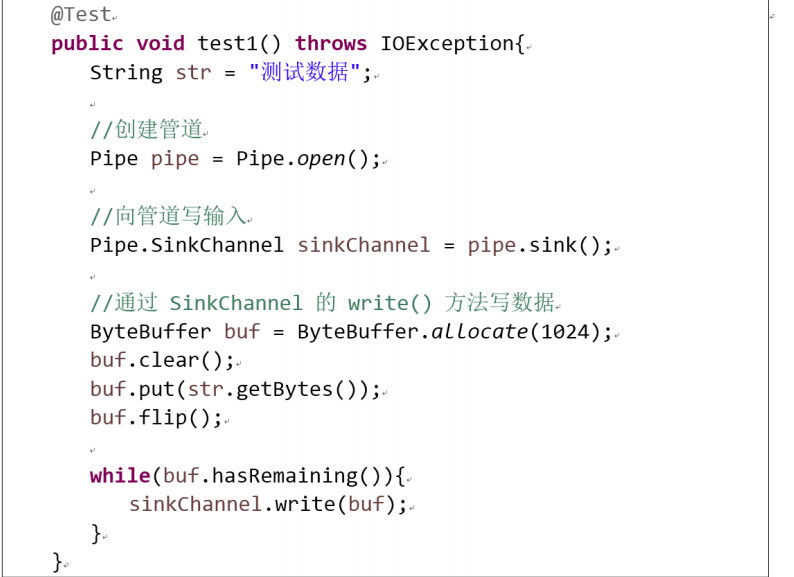 @Test
public void test1() throws IOException{
String str = "测试数据";
//创建管道
Pipe pipe = Pipe.open();
//向管道写输入
Pipe.SinkChannel sinkChannel = pipe.sink();
//通过 SinkChannel 的 write() 方法写数据
ByteBuffer buf = ByteBuffer.allocate(1024);
buf.clear();
buf.put(str.getBytes());
buf.flip();
while(buf.hasRemaining()){
sinkChannel.write(buf);
}
}